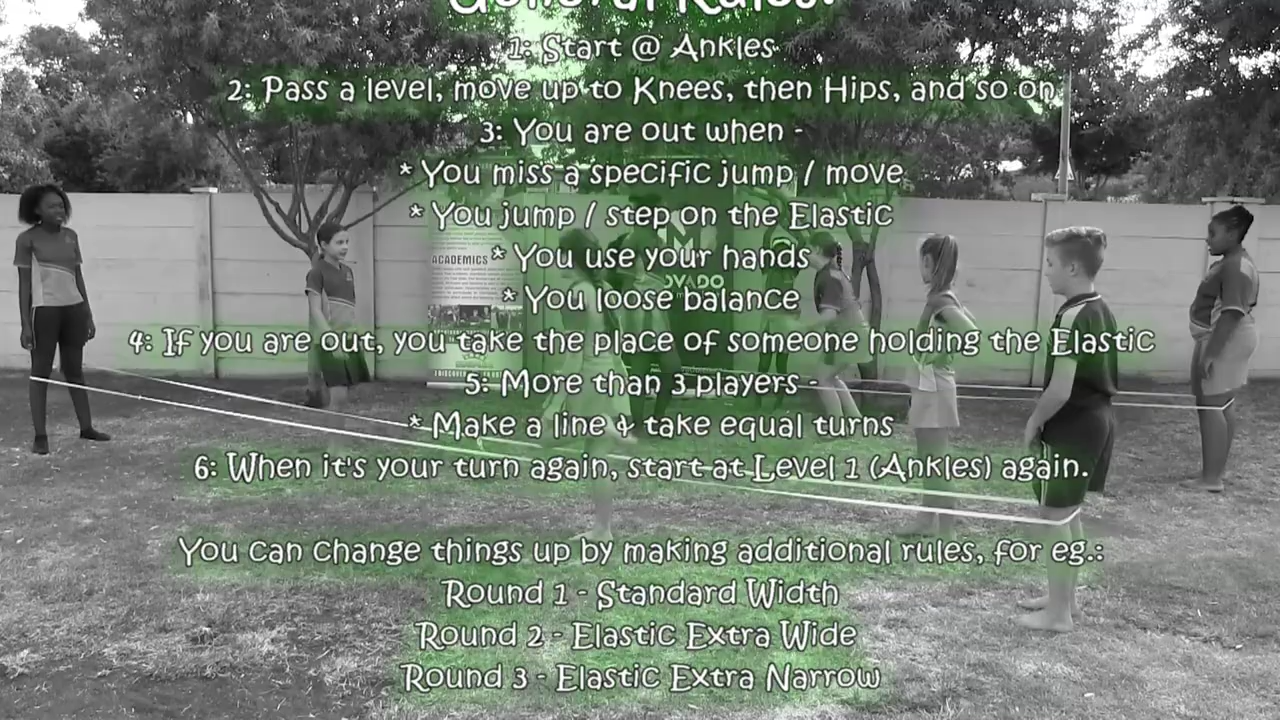 General Rules:
1: Start @ Ankles
2: Pass a level, move up to Knees, then Hips, and so on
3: You are out when -
* You miss a specific jump / move
* You jump / step on the Elastic
ACADEMICS
* You use your hands
* You loose balance
4: If you are out, you take the place of someone holding the Elastic
5: More than 3 players -
* Make a line & take equal turns
6: When it's your turn again, start at Level 1 (Ankles) again.
You can change things up by making additional rules, for eg.:
Round 1 - Standard Width
Round 2 - Elastic Extra Wide
Round 3 - Elastic Extra Narrow